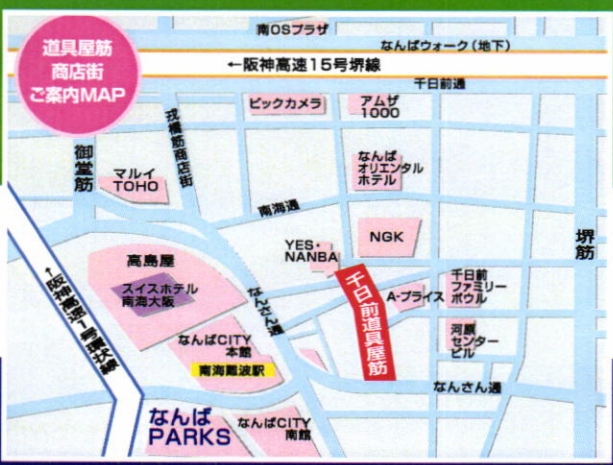 道具屋筋
商店街
ご案内MAP
南OSプラザ
なんばウォーク(地下)
←阪神高速15号堺線
千日前通
ビックカメラ
アムザ
1000
戎橋筋商店街
御堂筋
マルイ
TOHO
なんば
オリエンタル
ホテル
南海通
NGK
堺筋
YES・
NANBA
高島屋
スイスホテル
南海大阪
千日前道具屋筋
A-プライス
千日前
ファミリー
ボウル
←阪神高速1号環状線
なんさん通
なんばCITY
本館
河原
センター
ビル
南海難波駅
なんさん通
なんば
PARKS
なんばCITY
南館